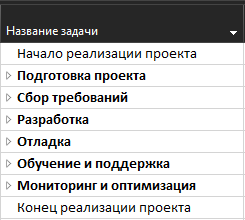 Название задачи
Начало реализации проекта
Подготовка проекта
Сбор требований
Разработка
Отладка
Обучение и поддержка
Мониторинг и оптимизация
Конец реализации проекта